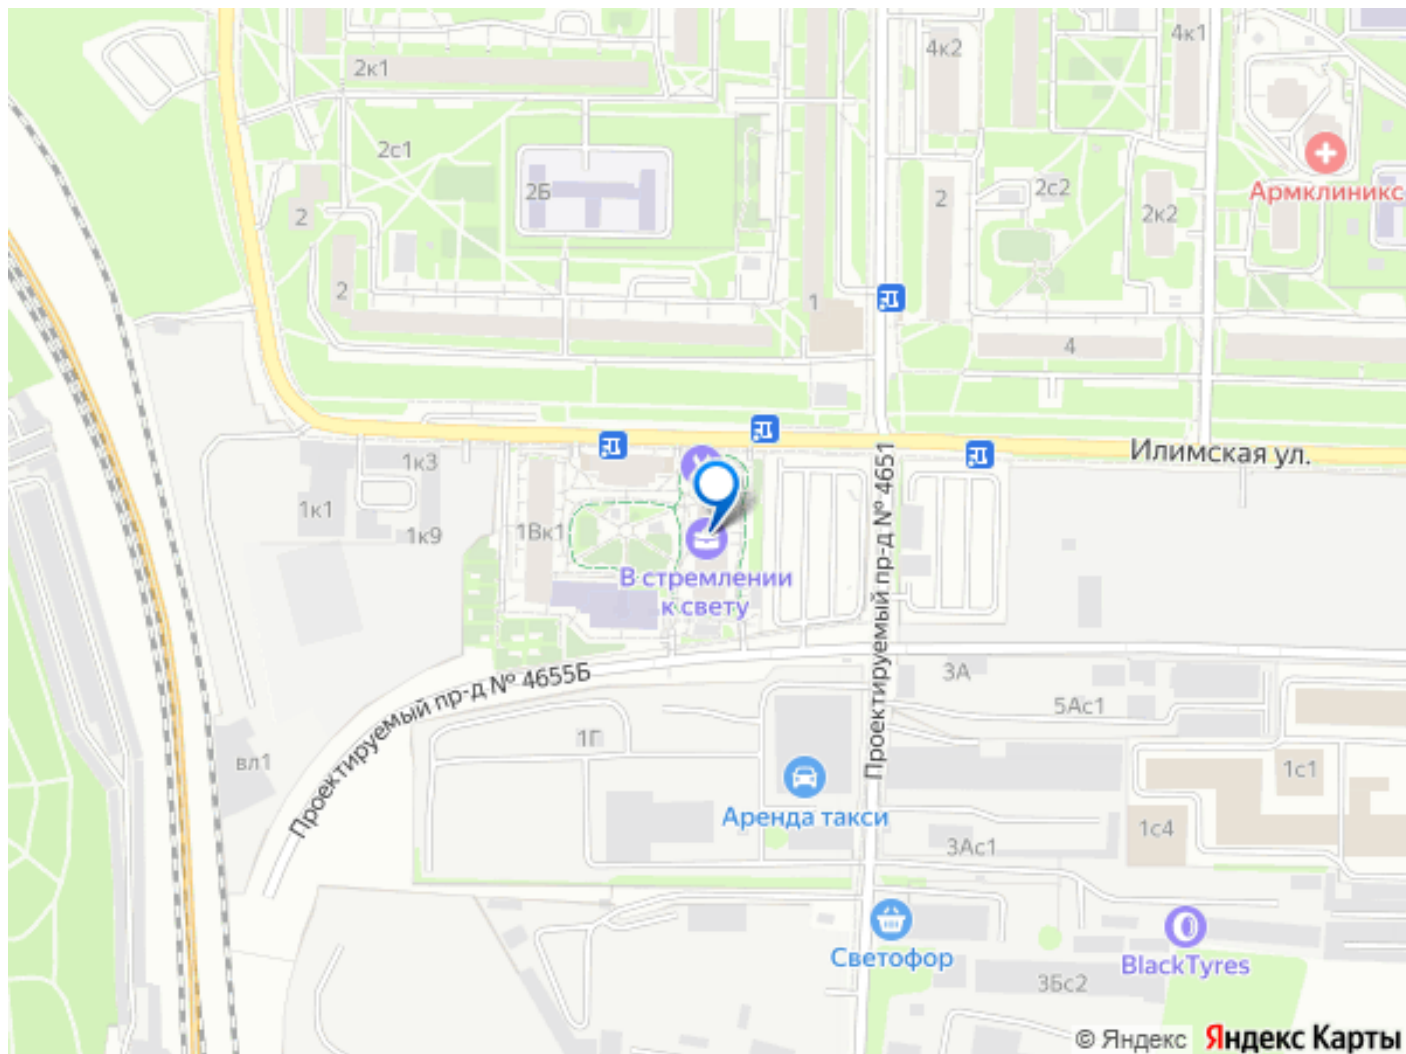 2к1
4к2
4к1
2с1
Армклиникс
2Б
2
2
2с2
2к2
2
1
4
Илимская ул.
1к3
1к1
1к9
1Вк1
В стремлении
к свету
Проектируемый пр-д № 4651
Проектируемый пр-д № 4655Б
3А
5Ас1
1Г
вл1
Аренда такси
1с1
1с4
3Ас1
Светофор
BlackTyres
3Бс2
© Яндекс Яндекс Карты